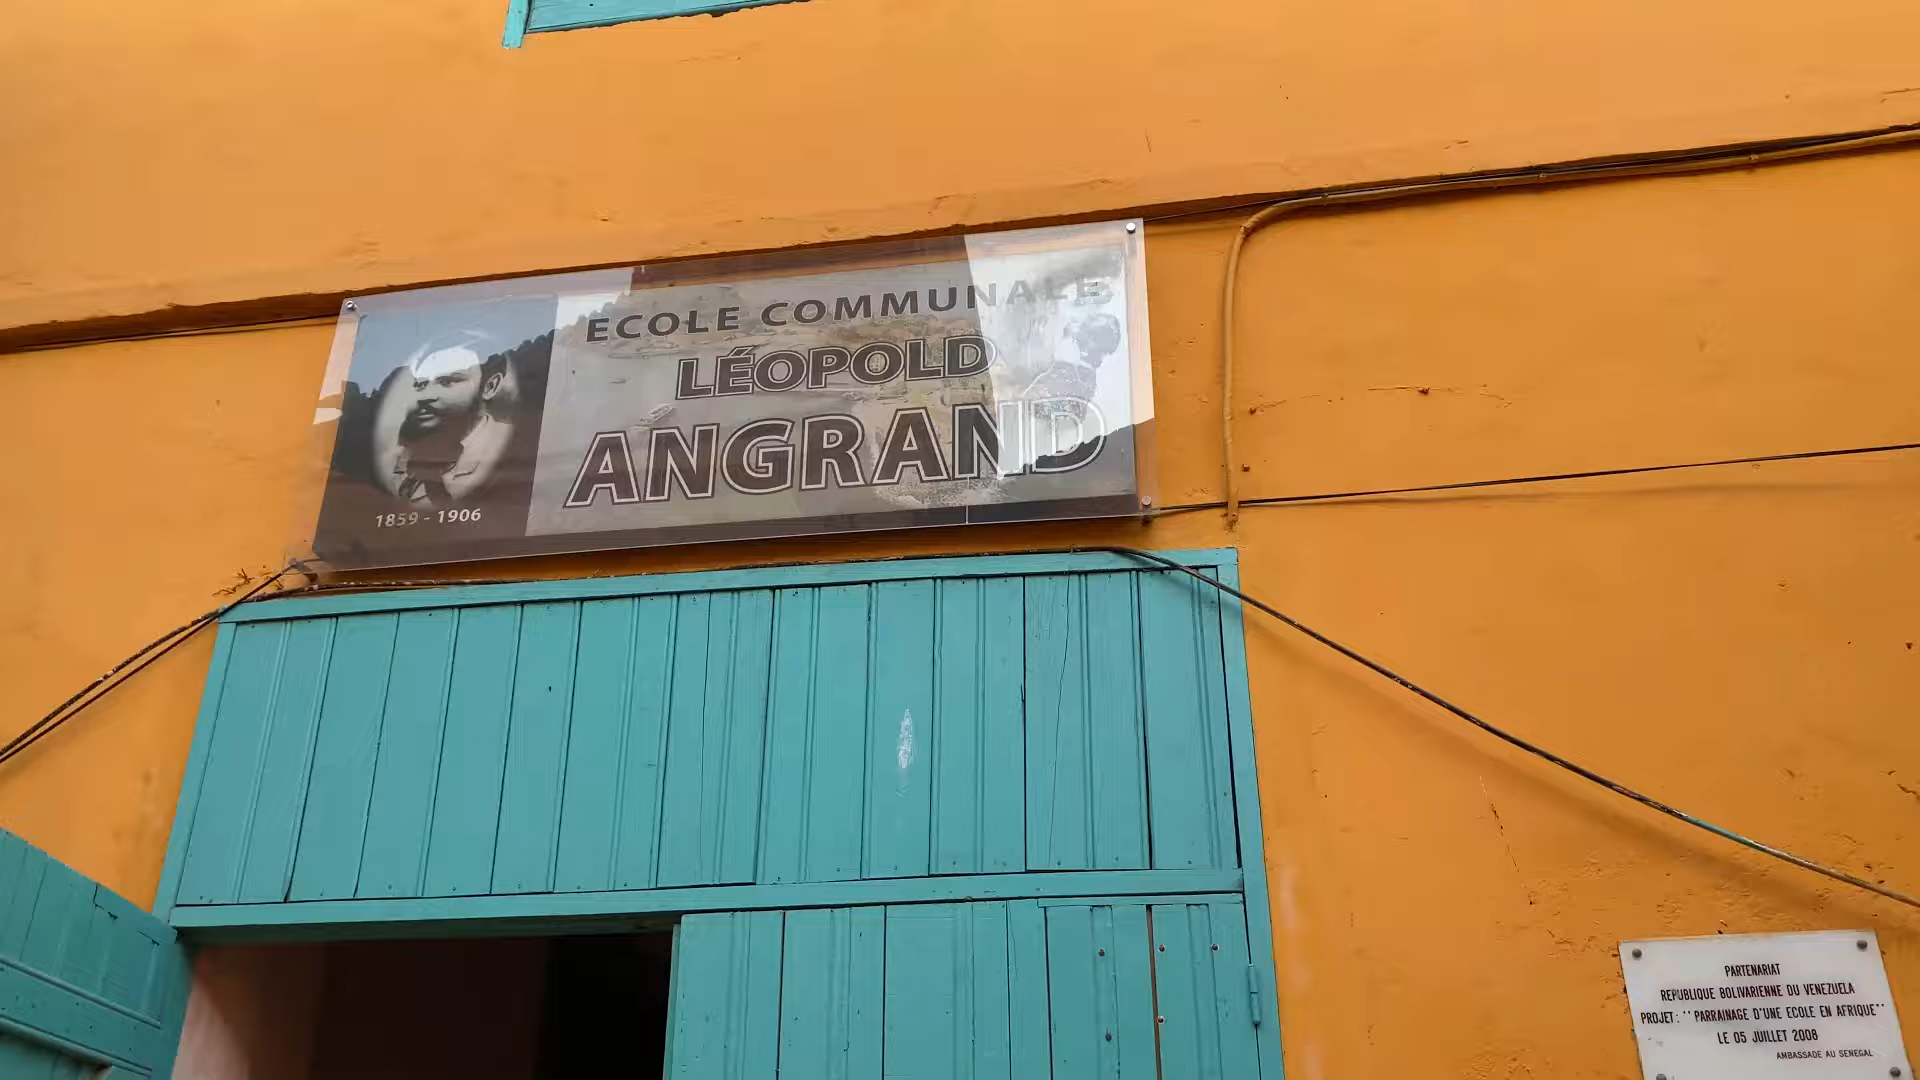 ECOLE COMMUNALE
LÉOPOLD
ANGRAND
1859 - 1906
PARTENARIAT
REPUBLIQUE BOLIVARIENNE DU VENEZUELA
PROJET : '' PARRAINAGE D'UNE ECOLE EN AFRIQUE''
LE 05 JUILLET 2008
AMBASSADE AU SENEGAL